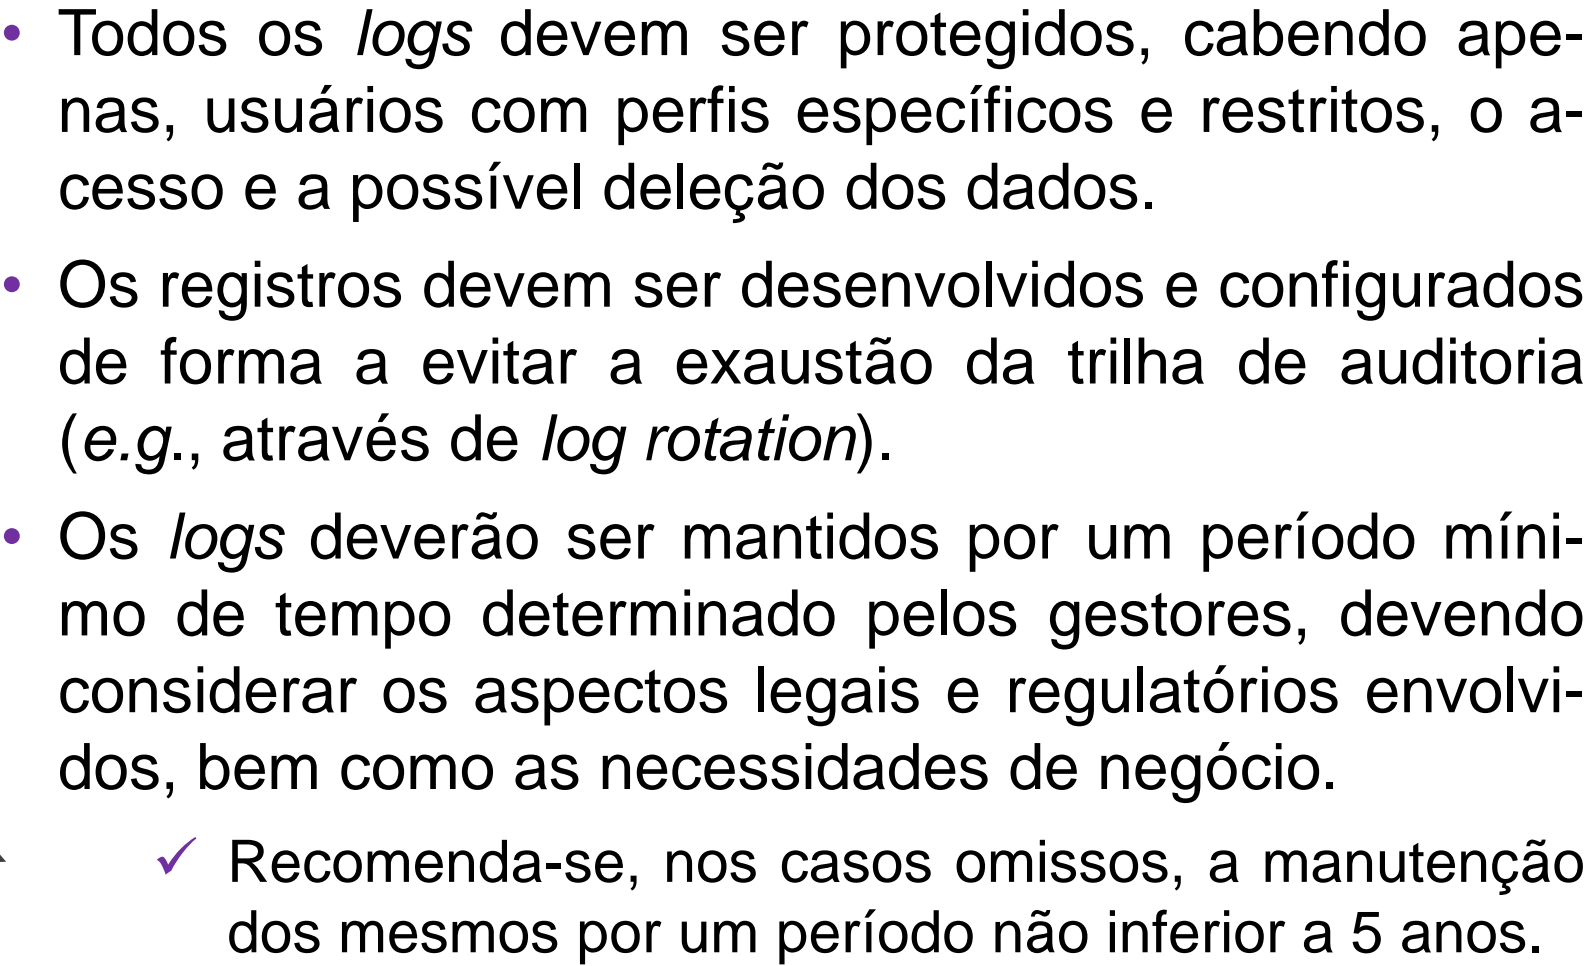 • Todos os logs devem ser protegidos, cabendo ape-
nas, usuários com perfis específicos e restritos, o a-
cesso e a possível deleção dos dados.
• Os registros devem ser desenvolvidos e configurados
de forma a evitar a exaustão da trilha de auditoria
(e.g., através de log rotation).
• Os logs deverão ser mantidos por um período míni-
mo de tempo determinado pelos gestores, devendo
considerar os aspectos legais e regulatórios envolvi-
dos, bem como as necessidades de negócio.
✓ Recomenda-se, nos casos omissos, a manutenção
dos mesmos por um período não inferior a 5 anos.